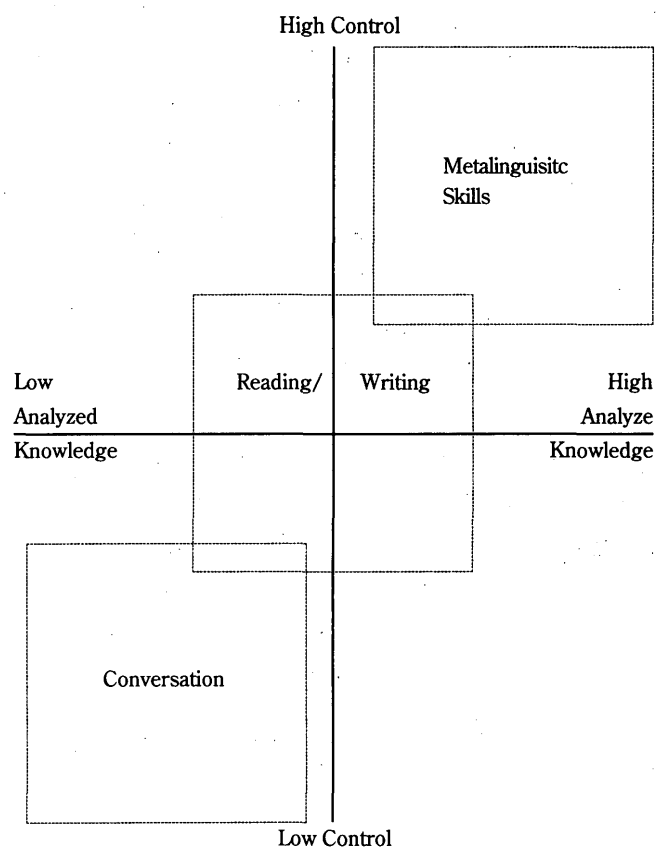 High Control
Metalinguisitc
Skills
Low Reading/ Writing High
Analyzed Analyze
Knowledge Knowledge
Conversation
Low Control